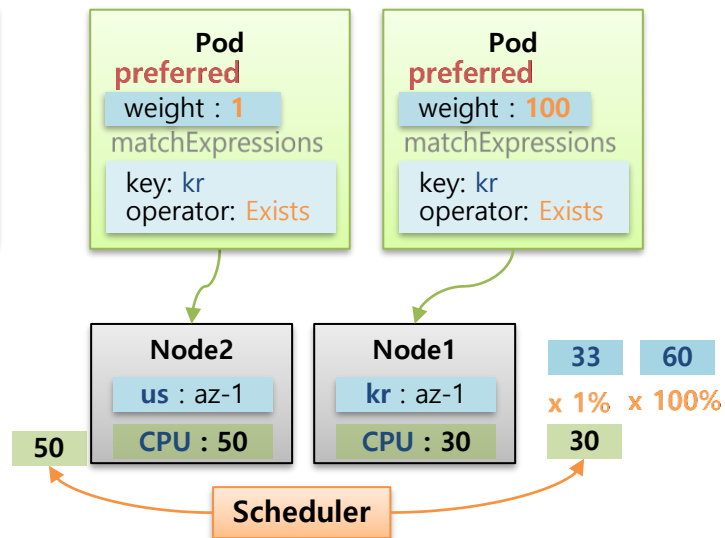 Pod
preferred
weight : 1
matchExpressions
key: kr
operator: Exists
Pod
preferred
weight : 100
matchExpressions
key: kr
operator: Exists
Node2
us : az-1
CPU : 50
50
Node1
kr : az-1
CPU : 30
33 60
x 1% x 100%
30
Scheduler